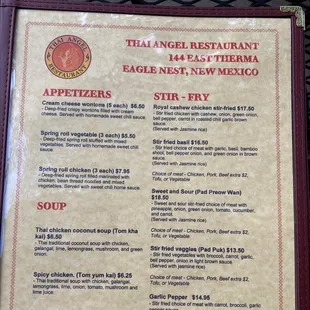 THAI ANGEL
RESTAURANT
THAI ANGEL RESTAURANT
144 EAST THERMA
EAGLE NEST, NEW MEXICO
APPETIZERS
Cream cheese wontons (5 each) $6.50
- Deep-fried crispy wontons filled with cream
cheese. Served with homemade sweet chili
sauce.
Spring roll vegetable (3 each) $5.50
- Deep-fried spring roll stuffed with mixed
vegetables. Served with homemade sweet chili
sauce.
Spring roll chicken (3 each) $7.95
- Deep-fried spring roll filled marinated with
chicken, bean thread noodles and mixed
vegetables. Served with sweet chili home sauce.
SOUP
Thai chicken coconut soup (Tom kha
kai) $6.50
- Thai traditional coconut soup with chicken,
galangal, lime, lemongrass, mushrooms, and green
onion.
Spicy chicken. (Tom yum kai) $6.25
- Thai traditional soup with chicken, galangal,
lemongrass, lime, onion, tomato, mushroom and
lime juice.
STIR - FRY
Royal cashew chicken stir-fried $17.50
- Stir fried chicken with cashew, onion, green onion,
bell pepper, carrot in roasted chili garlic brown
sauce.
(Served with Jasmine rice)
Stir fried basil $16.50
- Stir fried choice of meat with garlic, basil, bamboo
shoot, bell pepper onion, and green onion in brown
sauce.
(Served with Jasmine rice)
Choice of meat - Chicken, Pork, Beef extra $2,
Tofu, or Vegetable
Sweet and Sour (Pad Preow Wan)
$16.50
- Sweet and sour stir-fried choice of meat with
pineapple, onion, green onion, tomato, cucumber,
and carrot.
(Served with Jasmine rice)
Choice of meat - Chicken, Pork, Beef extra $2,
Tofu, or Vegetable
Stir fried veggies (Pad Puk) $13.50
- Stir fried vegetables with broccoli, carrot, garlic,
bell pepper, onion in light brown sauce.
(Served with Jasmine rice)
Choice of meat - Chicken, Pork, Beef extra $2,
Tofu, or Vegetable
Garlic Pepper $14.95
- Stir fried choice of meat with carrot, broccoli, garlic